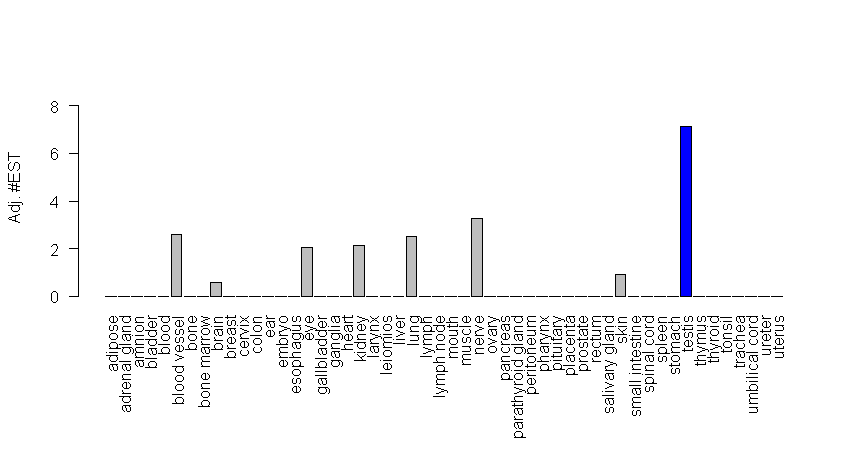 Adj. #EST
8
6
4
2
0
adipose
adrenal gland
amnion
bladder
blood
blood vessel
bone
bone marrow
brain
breast
cervix
colon
ear
embryo
esophagus
eye
gallbladder
ganglia
heart
kidney
larynx
leiomios
liver
lung
lymph
lymph node
mouth
muscle
nerve
ovary
pancreas
parathyroid gland
peritoneum
pharynx
pituitary
placenta
prostate
rectum
salivary gland
skin
small intestine
spinal cord
spleen
stomach
testis
thymus
thyroid
tonsil
trachea
umbilical cord
ureter
uterus